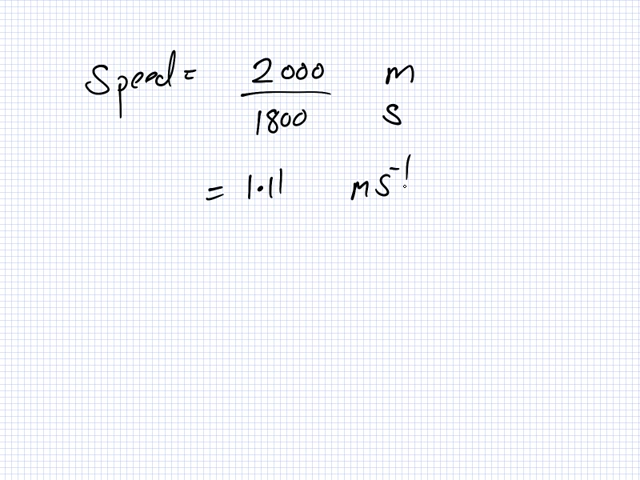 Speed = 2000 m
1800 s
= 1.11 ms⁻¹